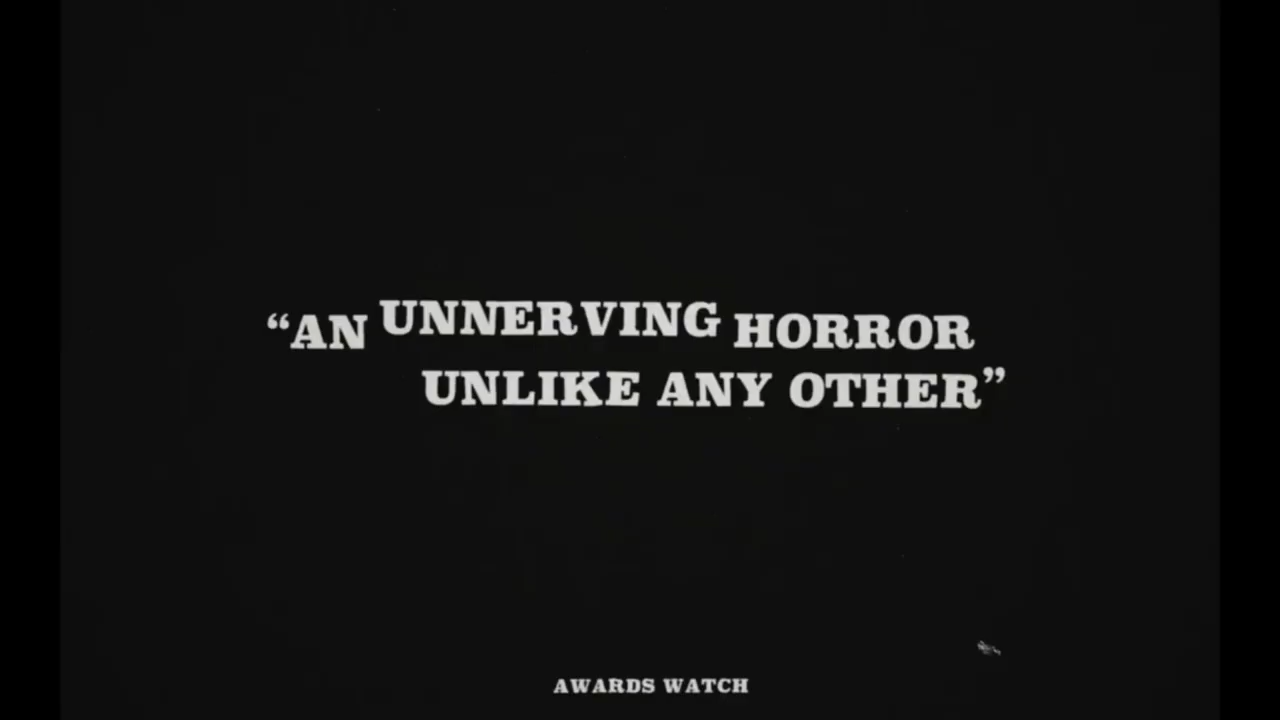 “AN UNNERVING HORROR
UNLIKE ANY OTHER”
AWARDS WATCH